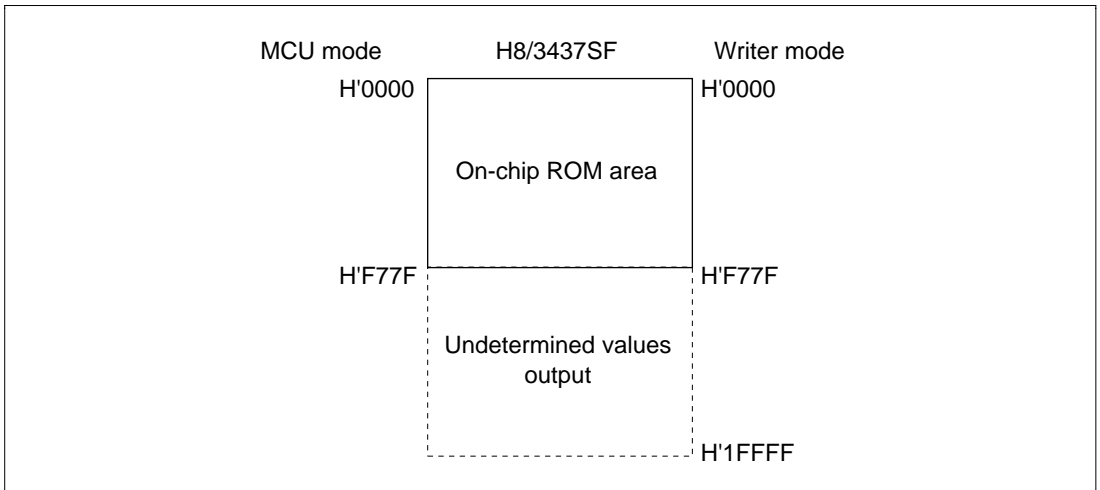 MCU mode H8/3437SF Writer mode
H'0000 H'0000
On-chip ROM area
H'F77F H'F77F
Undetermined values
output
H'1FFFF